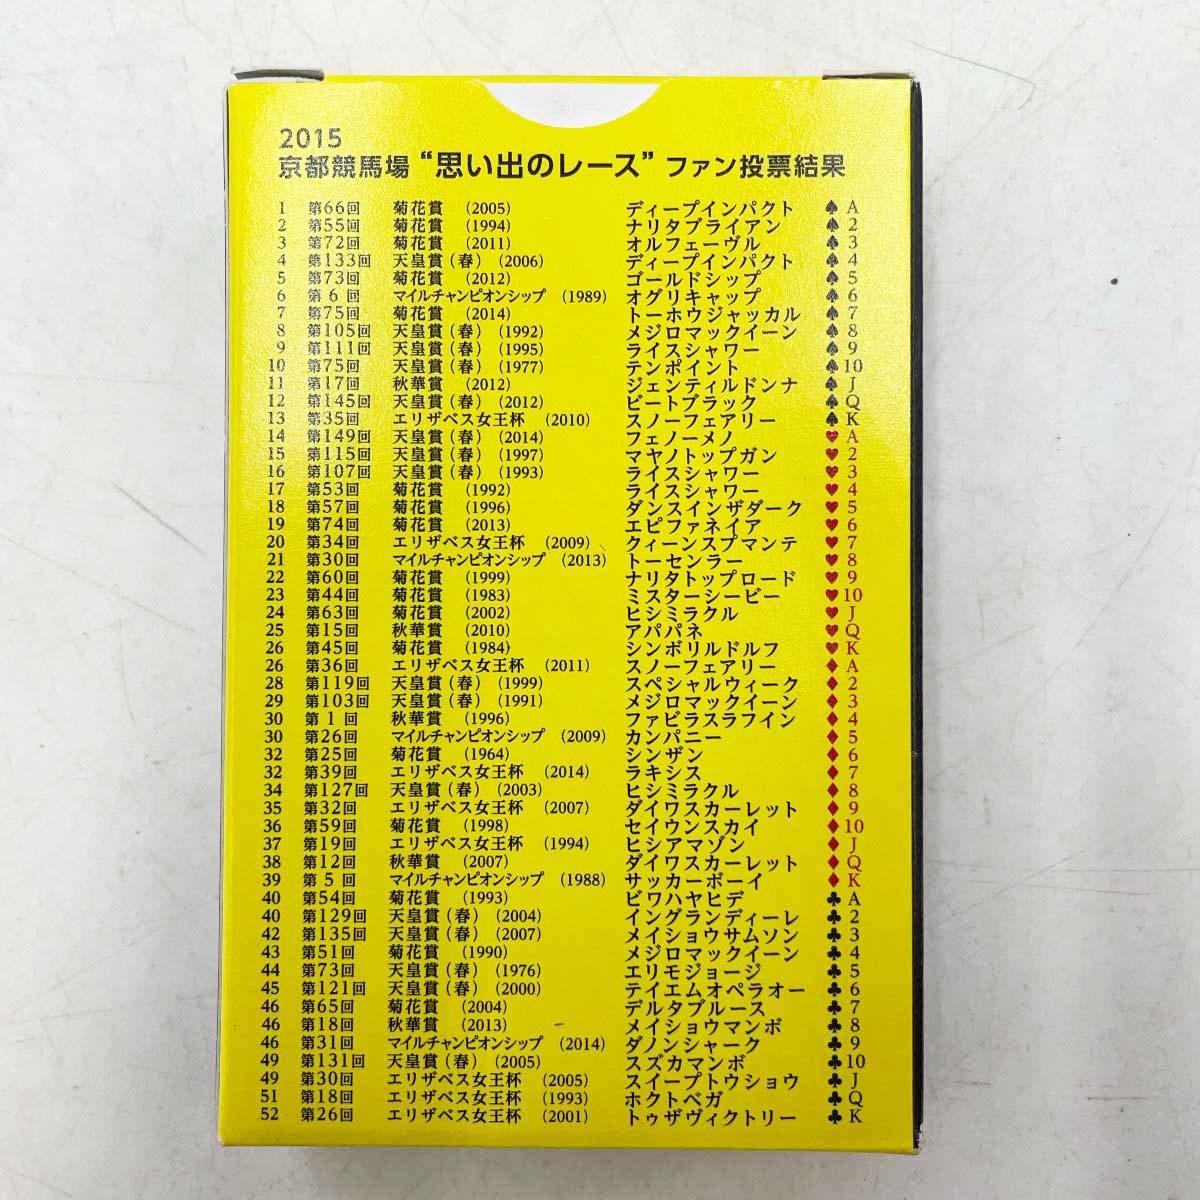 2015
京都競馬場 “思い出のレース” ファン投票結果
1 第66回 菊花賞 (2005) ディープインパクト ♠ A
2 第55回 菊花賞 (1994) ナリタブライアン ♠ 2
3 第72回 菊花賞 (2011) オルフェーヴル ♠ 3
4 第133回 天皇賞(春) (2006) ディープインパクト ♠ 4
5 第73回 菊花賞 (2012) ゴールドシップ ♠ 5
6 第6回 マイルチャンピオンシップ (1989) オグリキャップ ♠ 6
7 第75回 菊花賞 (2014) トーホウジャッカル ♠ 7
8 第105回 天皇賞(春) (1992) メジロマックイーン ♠ 8
9 第111回 天皇賞(春) (1995) ライスシャワー ♠ 9
10 第75回 天皇賞(春) (1977) テンポイント ♠ 10
11 第17回 秋華賞 (2012) ジェンティルドンナ ♠ J
12 第145回 天皇賞(春) (2012) ビートブラック ♠ Q
13 第35回 エリザベス女王杯 (2010) スノーフェアリー ♠ K
14 第149回 天皇賞(春) (2014) フェノーメノ ♥ A
15 第115回 天皇賞(春) (1997) マヤノトップガン ♥ 2
16 第107回 天皇賞(春) (1993) ライスシャワー ♥ 3
17 第53回 菊花賞 (1992) ライスシャワー ♥ 4
18 第57回 菊花賞 (1996) ダンスインザダーク ♥ 5
19 第74回 菊花賞 (2013) エピファネイア ♥ 6
20 第34回 エリザベス女王杯 (2009) クィーンスプマンテ ♥ 7
21 第30回 マイルチャンピオンシップ (2013) トーセンラー ♥ 8
22 第60回 菊花賞 (1999) ナリタトップロード ♥ 9
23 第44回 菊花賞 (1983) ミスターシービー ♥ 10
24 第63回 菊花賞 (2002) ヒシミラクル ♥ J
25 第15回 秋華賞 (2010) アパパネ ♥ Q
26 第45回 菊花賞 (1984) シンボリルドルフ ♥ K
26 第36回 エリザベス女王杯 (2011) スノーフェアリー ♦ A
28 第119回 天皇賞(春) (1999) スペシャルウィーク ♦ 2
29 第103回 天皇賞(春) (1991) メジロマックイーン ♦ 3
30 第1回 秋華賞 (1996) ファビラスラフイン ♦ 4
30 第26回 マイルチャンピオンシップ (2009) カンパニー ♦ 5
32 第25回 菊花賞 (1964) シンザン ♦ 6
32 第39回 エリザベス女王杯 (2014) ラキシス ♦ 7
34 第127回 天皇賞(春) (2003) ヒシミラクル ♦ 8
35 第32回 エリザベス女王杯 (2007) ダイワスカーレット ♦ 9
36 第59回 菊花賞 (1998) セイウンスカイ ♦ 10
37 第19回 エリザベス女王杯 (1994) ヒシアマゾン ♦ J
38 第12回 秋華賞 (2007) ダイワスカーレット ♦ Q
39 第5回 マイルチャンピオンシップ (1988) サッカーボーイ ♦ K
40 第54回 菊花賞 (1993) ビワハヤヒデ ♣ A
40 第129回 天皇賞(春) (2004) イングランディーレ ♣ 2
42 第135回 天皇賞(春) (2007) メイショウサムソン ♣ 3
43 第51回 菊花賞 (1990) メジロマックイーン ♣ 4
44 第73回 天皇賞(春) (1976) エリモジョージ ♣ 5
45 第121回 天皇賞(春) (2000) テイエムオペラオー ♣ 6
46 第65回 菊花賞 (2004) デルタブルース ♣ 7
46 第18回 秋華賞 (2013) メイショウマンボ ♣ 8
46 第31回 マイルチャンピオンシップ (2014) ダノンシャーク ♣ 9
49 第131回 天皇賞(春) (2005) スズカマンボ ♣ 10
49 第30回 エリザベス女王杯 (2005) スイープトウショウ ♣ J
51 第18回 エリザベス女王杯 (1993) ホクトベガ ♣ Q
52 第26回 エリザベス女王杯 (2001) トゥザヴィクトリー ♣ K